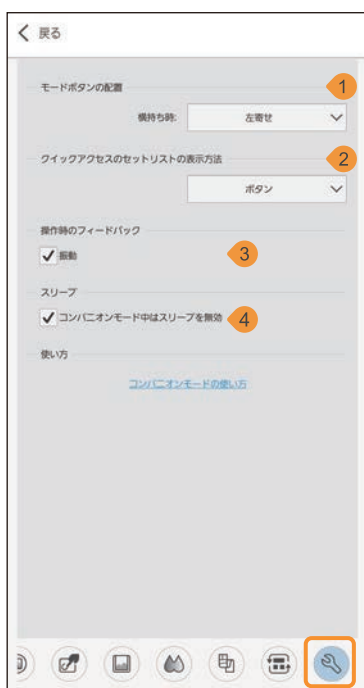 戻る
モードボタンの配置
1
横持ち時:
左寄せ
クイックアクセスのセットリストの表示方法
2
ボタン
操作時のフィードバック
振動
3
スリープ
コンパニオンモード中はスリープを無効
4
使い方
コンパニオンモードの使い方